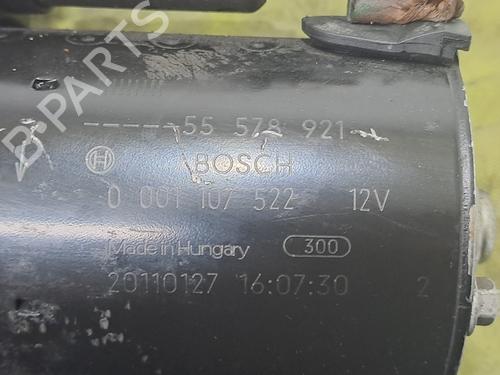 B-Parts
-----55 578 921
BOSCH
0 001 107 522 12V
Made in Hungary 300
20110127 16:07:30 2
B-Parts